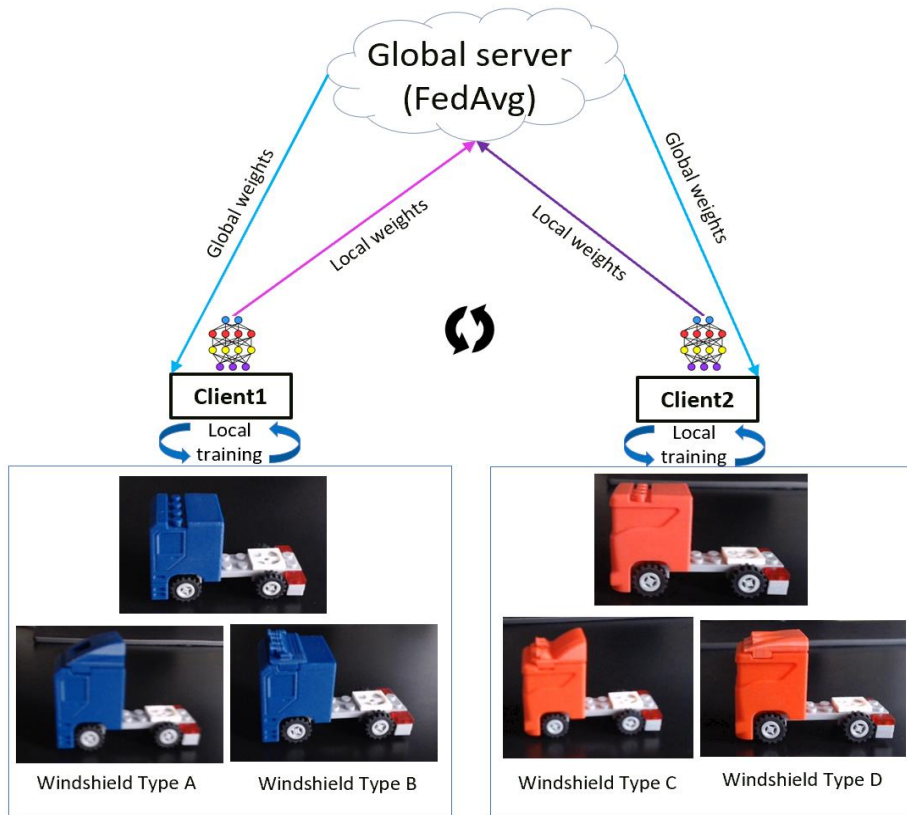 Global server
(FedAvg)
Global weights
Local weights
Local weights
Global weights
Client1
Client2
Local
training
Local
training
Windshield Type A
Windshield Type B
Windshield Type C
Windshield Type D